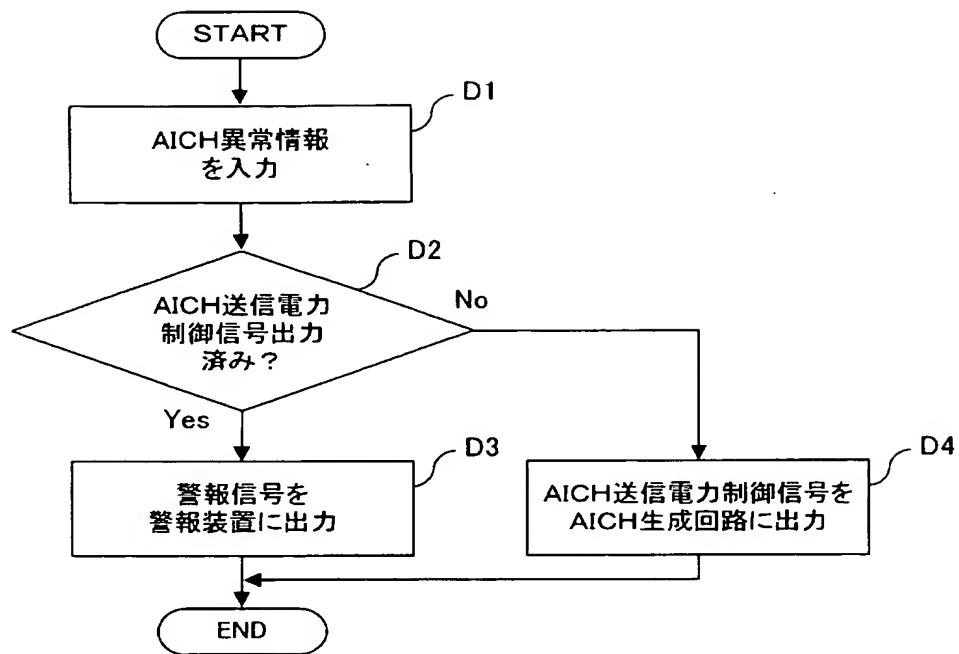 START
D1
AICH異常情報
を入力
D2
AICH送信電力
制御信号出力
済み？
No
Yes
D3
警報信号を
警報装置に出力
D4
AICH送信電力制御信号を
AICH生成回路に出力
END